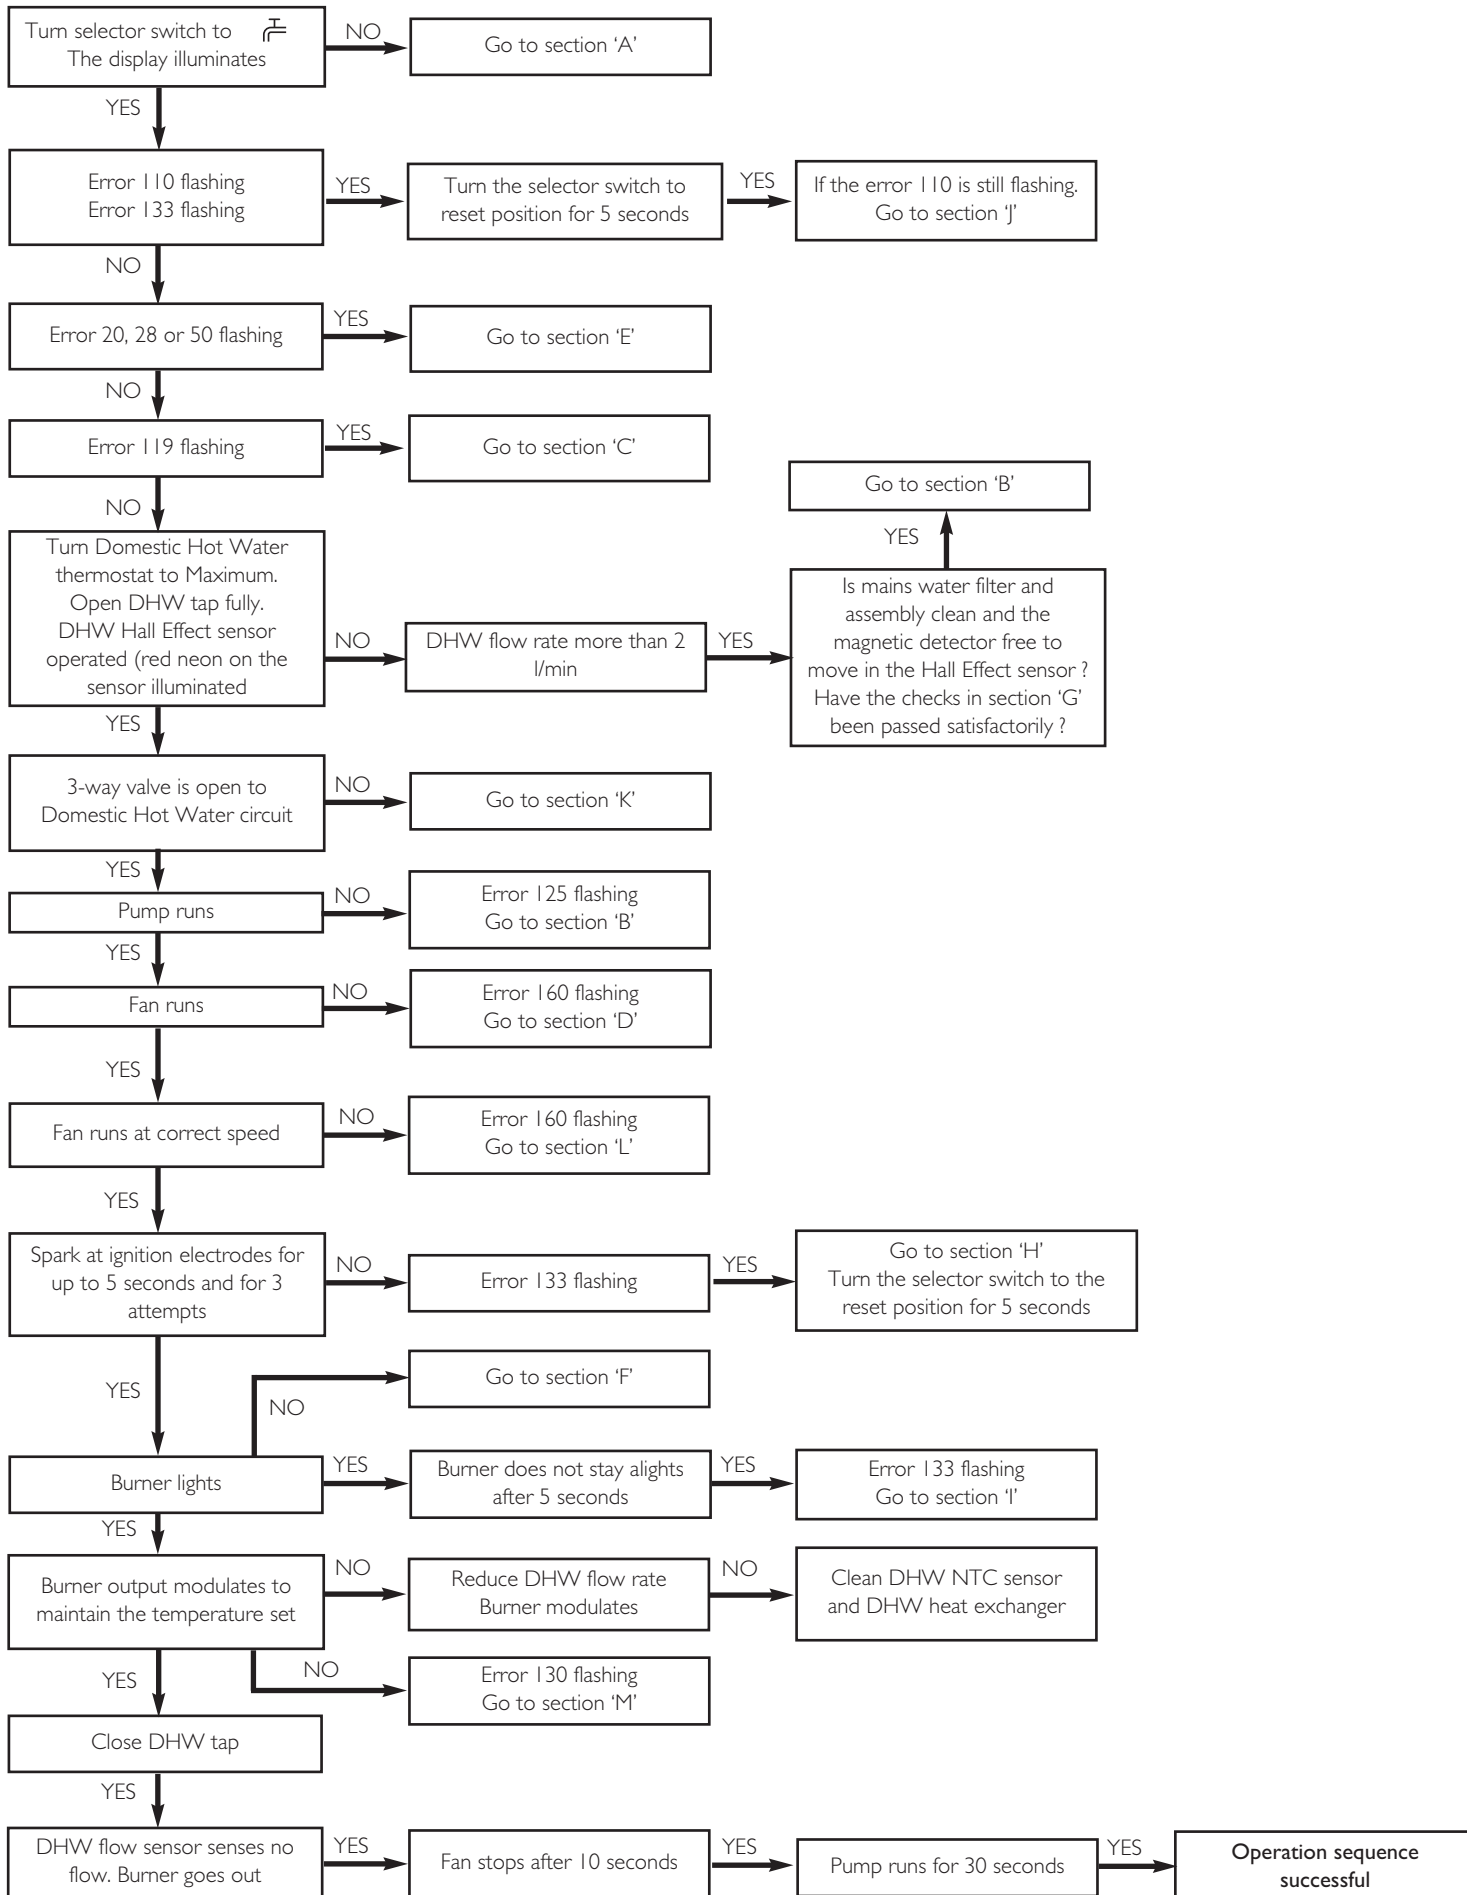 Turn selector switch to
The display illuminates
NO
Go to section ‘A’
YES
Error 110 flashing
Error 133 flashing
YES
Turn the selector switch to
reset position for 5 seconds
YES
If the error 110 is still flashing.
Go to section ‘J’
NO
Error 20, 28 or 50 flashing
YES
Go to section ‘E’
NO
Error 119 flashing
YES
Go to section ‘C’
NO
Turn Domestic Hot Water
thermostat to Maximum.
Open DHW tap fully.
DHW Hall Effect sensor
operated (red neon on the
sensor illuminated
NO
DHW flow rate more than 2
l/min
YES
Is mains water filter and
assembly clean and the
magnetic detector free to
move in the Hall Effect sensor ?
Have the checks in section ‘G’
been passed satisfactorily ?
YES
Go to section ‘B’
YES
3-way valve is open to
Domestic Hot Water circuit
NO
Go to section ‘K’
YES
Pump runs
NO
Error 125 flashing
Go to section ‘B’
YES
Fan runs
NO
Error 160 flashing
Go to section ‘D’
YES
Fan runs at correct speed
NO
Error 160 flashing
Go to section ‘L’
YES
Spark at ignition electrodes for
up to 5 seconds and for 3
attempts
NO
Error 133 flashing
YES
Go to section ‘H’
Turn the selector switch to the
reset position for 5 seconds
YES
NO
Go to section ‘F’
Burner lights
YES
Burner does not stay alights
after 5 seconds
YES
Error 133 flashing
Go to section ‘I’
YES
Burner output modulates to
maintain the temperature set
NO
Reduce DHW flow rate
Burner modulates
NO
Clean DHW NTC sensor
and DHW heat exchanger
NO
Error 130 flashing
Go to section ‘M’
YES
Close DHW tap
YES
DHW flow sensor senses no
flow. Burner goes out
YES
Fan stops after 10 seconds
YES
Pump runs for 30 seconds
YES
Operation sequence
successful